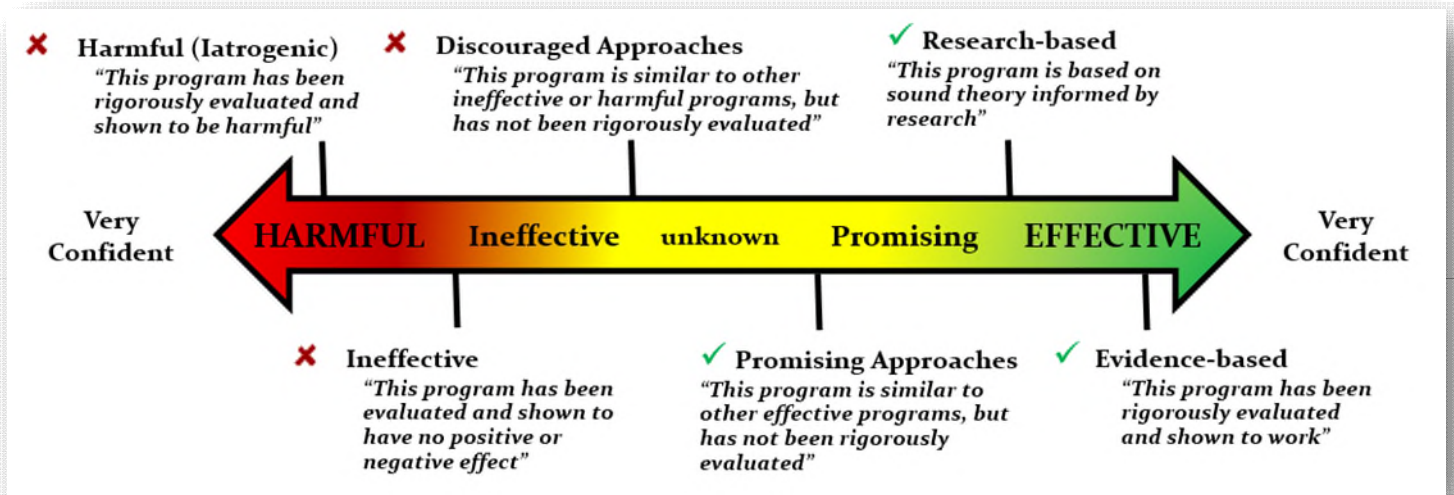 Harmful (Iatrogenic)
“This program has been
rigorously evaluated and
shown to be harmful”
Discouraged Approaches
“This program is similar to other
ineffective or harmful programs, but
has not been rigorously evaluated”
Research-based
“This program is based on
sound theory informed by
research”
Very
Confident
HARMFUL Ineffective unknown Promising EFFECTIVE
Very
Confident
Ineffective
“This program has been
evaluated and shown to
have no positive or
negative effect”
Promising Approaches
“This program is similar to
other effective programs, but
has not been rigorously
evaluated”
Evidence-based
“This program has been
rigorously evaluated
and shown to work”